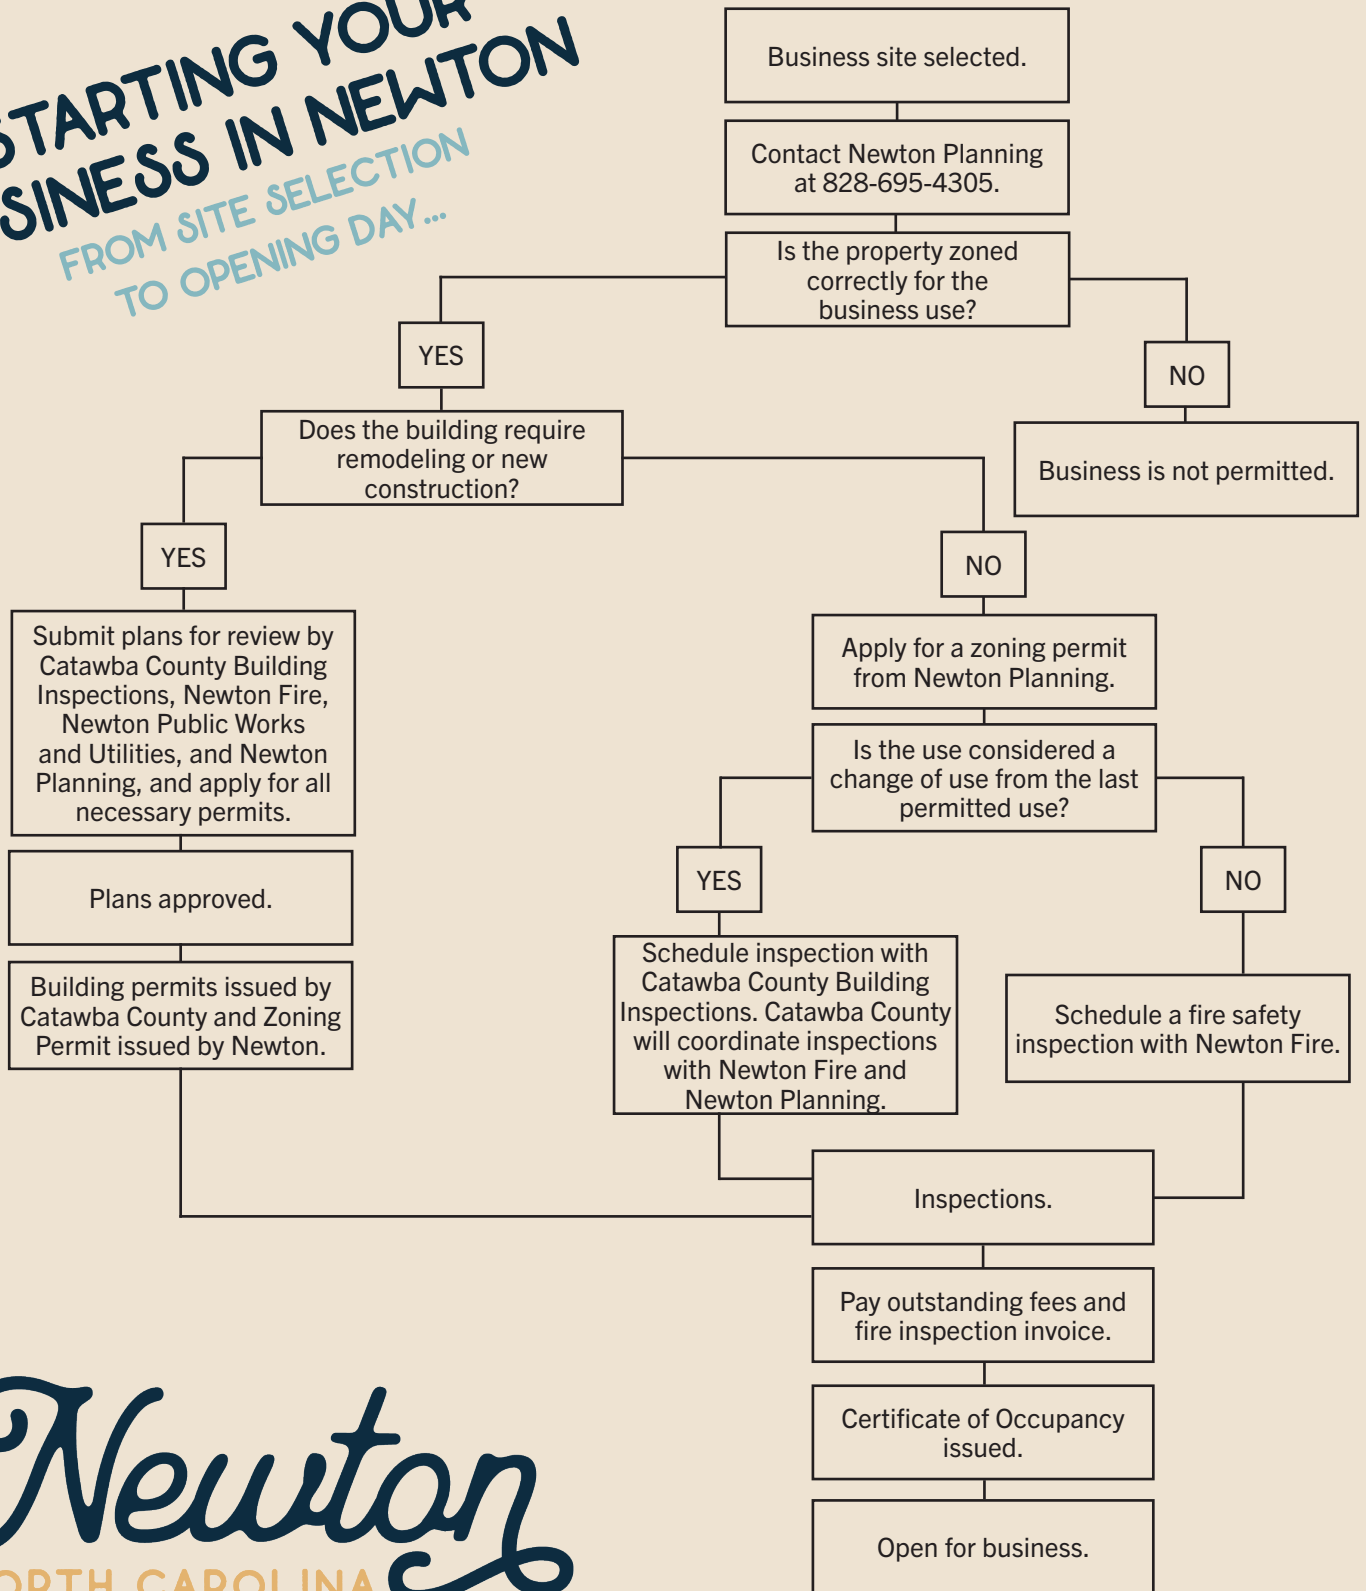 STARTING YOUR
SINESS IN NEWTON
FROM SITE SELECTION
TO OPENING DAY...
Business site selected.
Contact Newton Planning
at 828-695-4305.
Is the property zoned
correctly for the
business use?
YES
NO
Does the building require
remodeling or new
construction?
Business is not permitted.
YES
NO
Submit plans for review by
Catawba County Building
Inspections, Newton Fire,
Newton Public Works
and Utilities, and Newton
Planning, and apply for all
necessary permits.
Apply for a zoning permit
from Newton Planning.
Is the use considered a
change of use from the last
permitted use?
YES
NO
Plans approved.
Building permits issued by
Catawba County and Zoning
Permit issued by Newton.
Schedule inspection with
Catawba County Building
Inspections. Catawba County
will coordinate inspections
with Newton Fire and
Newton Planning.
Schedule a fire safety
inspection with Newton Fire.
Inspections.
Pay outstanding fees and
fire inspection invoice.
Certificate of Occupancy
issued.
Open for business.
Newton
ORTH CAROLINA